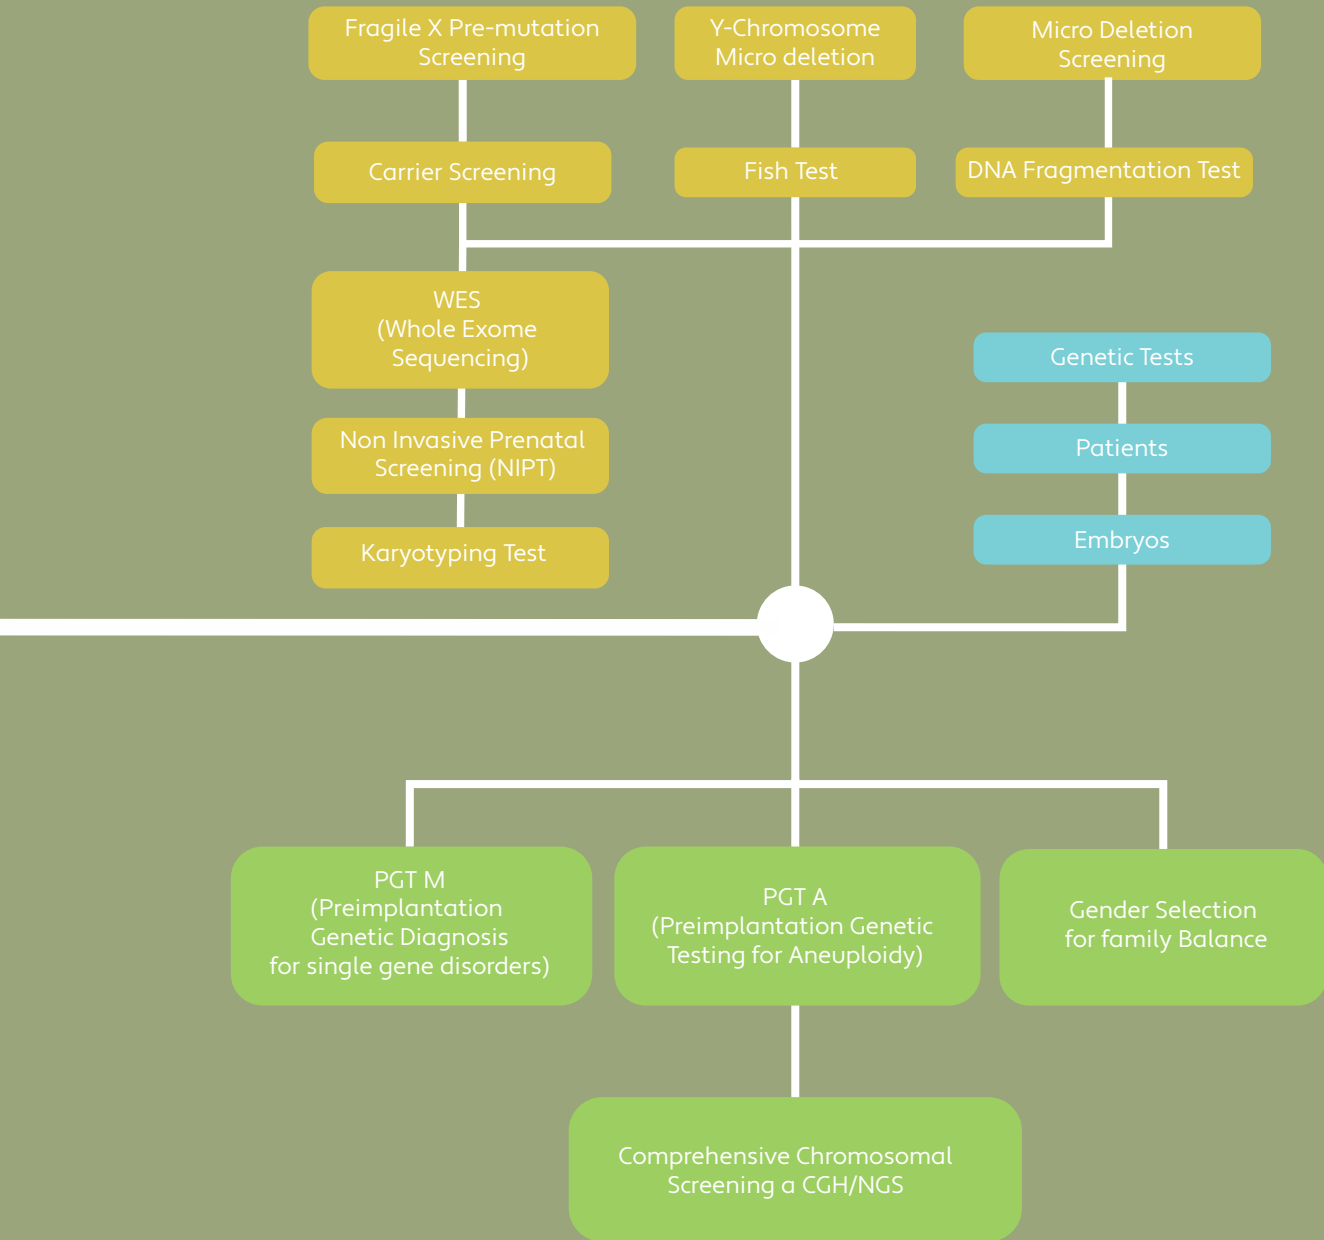 Fragile X Pre-mutation
Screening
Y-Chromosome
Micro deletion
Micro Deletion
Screening
Carrier Screening
Fish Test
DNA Fragmentation Test
WES
(Whole Exome
Sequencing)
Non Invasive Prenatal
Screening (NIPT)
Karyotyping Test
Genetic Tests
Patients
Embryos
PGT M
(Preimplantation
Genetic Diagnosis
for single gene disorders)
PGT A
(Preimplantation Genetic
Testing for Aneuploidy)
Gender Selection
for family Balance
Comprehensive Chromosomal
Screening a CGH/NGS